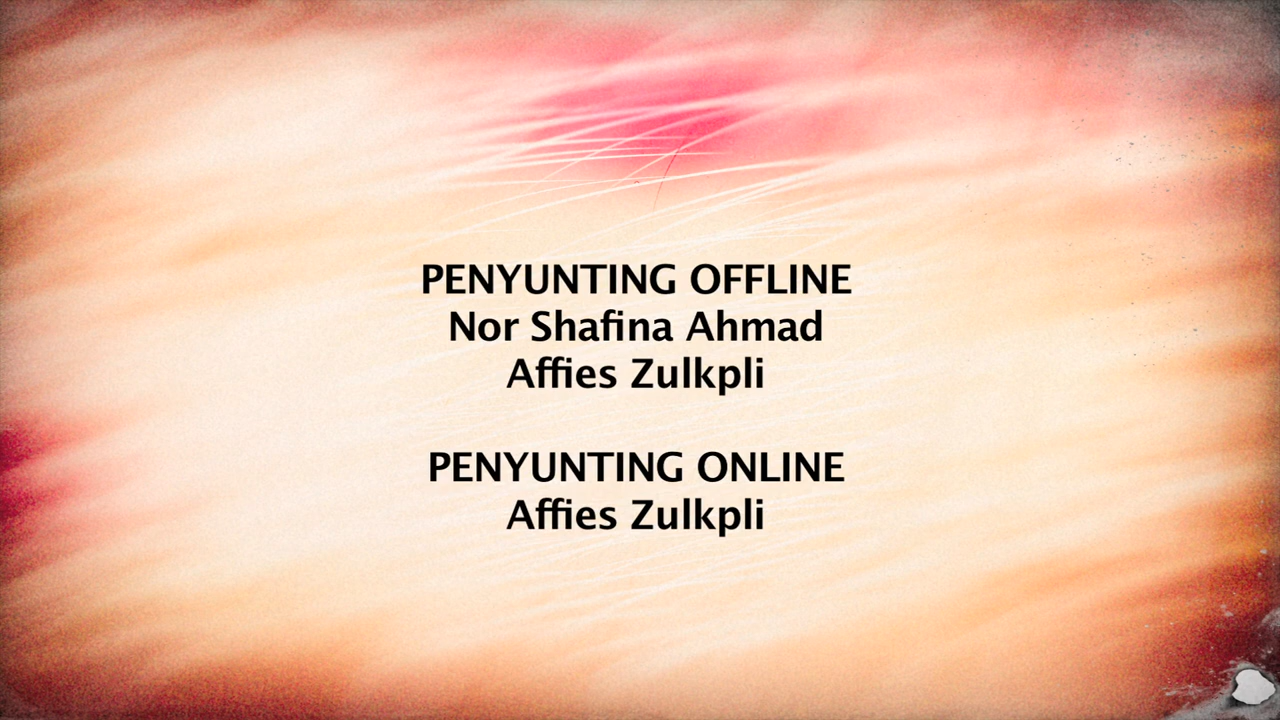 PENYUNTING OFFLINE
Nor Shafina Ahmad
Affies Zulkpli
PENYUNTING ONLINE
Affies Zulkpli